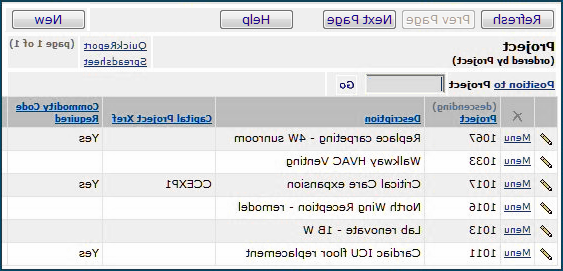 Refresh Prev Page Next Page Help New
Project QuickReport (page 1 of 1)
(ordered by Project) Spreadsheet
Position to Project Go
(descending) Project Description Capital Project Xref Commodity Code Required
Menu 1067 Replace carpeting - 4W sunroom Yes
Menu 1033 Walkway HVAC Venting
Menu 1017 Critical Care expansion CCEXP1 Yes
Menu 1016 North Wing Reception - remodel
Menu 1013 Lab renovate - 1B W
Menu 1011 Cardiac ICU floor replacement Yes